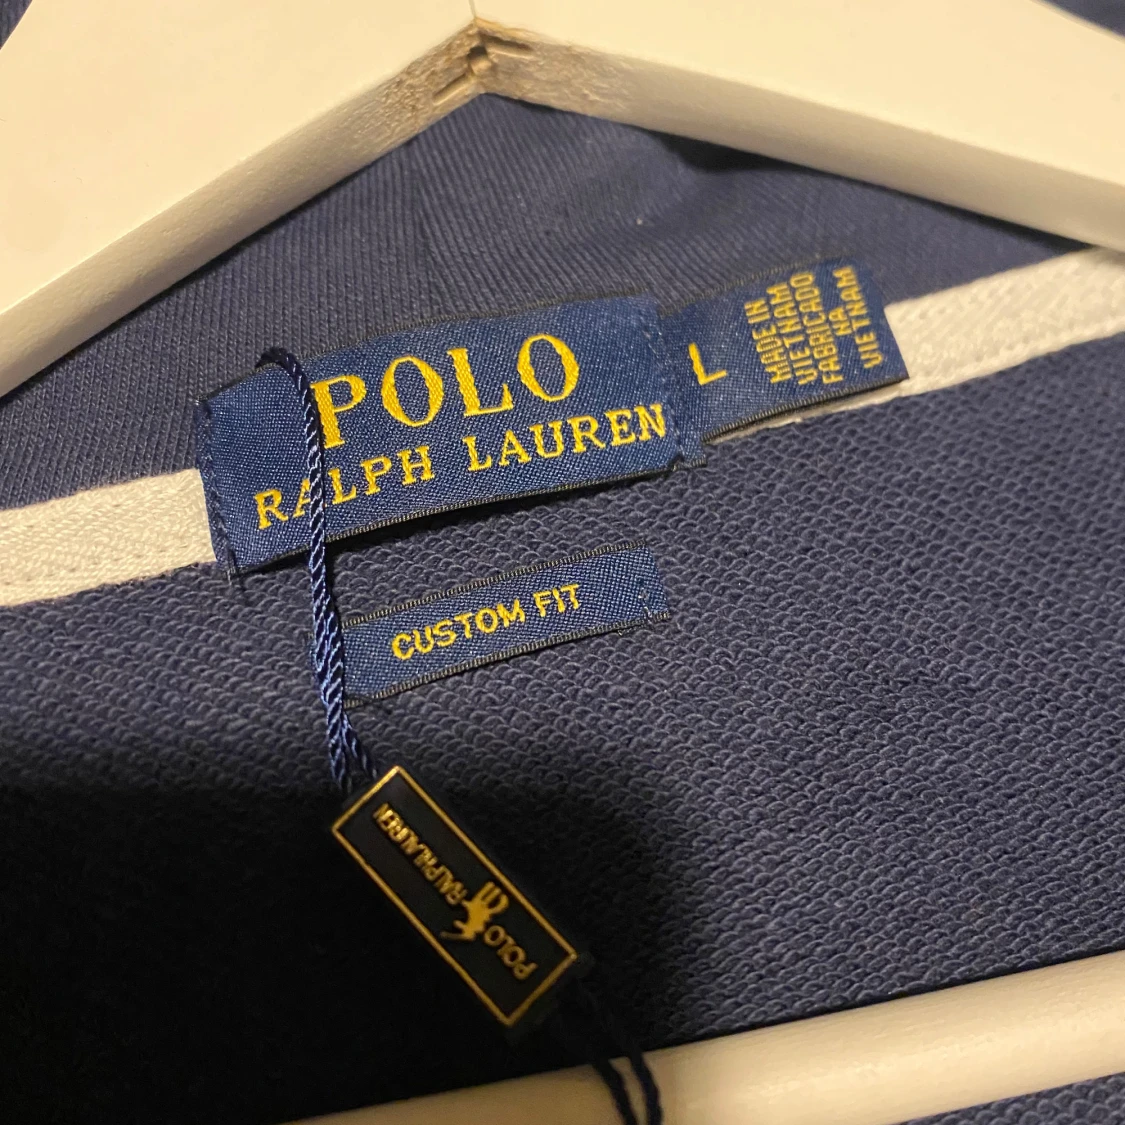 POLO
RALPH LAUREN
L
MADE IN
VIETNAM
FABRICADO
NA
VIETNAM
CUSTOM FIT
POLO RALPH LAUREN